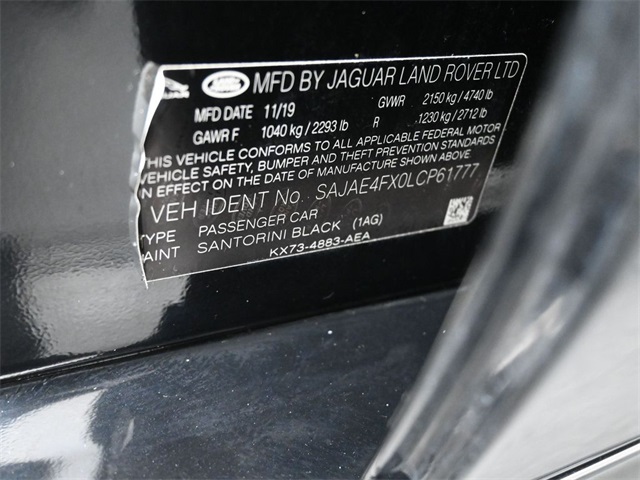 MFD BY JAGUAR LAND ROVER LTD
MFD DATE 11/19 GVWR 2150 kg / 4740 lb
GAWR F 1040 kg / 2293 lb R 1230 kg / 2712 lb
THIS VEHICLE CONFORMS TO ALL APPLICABLE FEDERAL MOTOR
VEHICLE SAFETY, BUMPER AND THEFT PREVENTION STANDARDS
IN EFFECT ON THE DATE OF MANUFACTURE SHOWN ABOVE.
VEH IDENT No SAJAE4FX0LCP61777
TYPE PASSENGER CAR
AINT SANTORINI BLACK (1AG)
KX73-4883-AEA